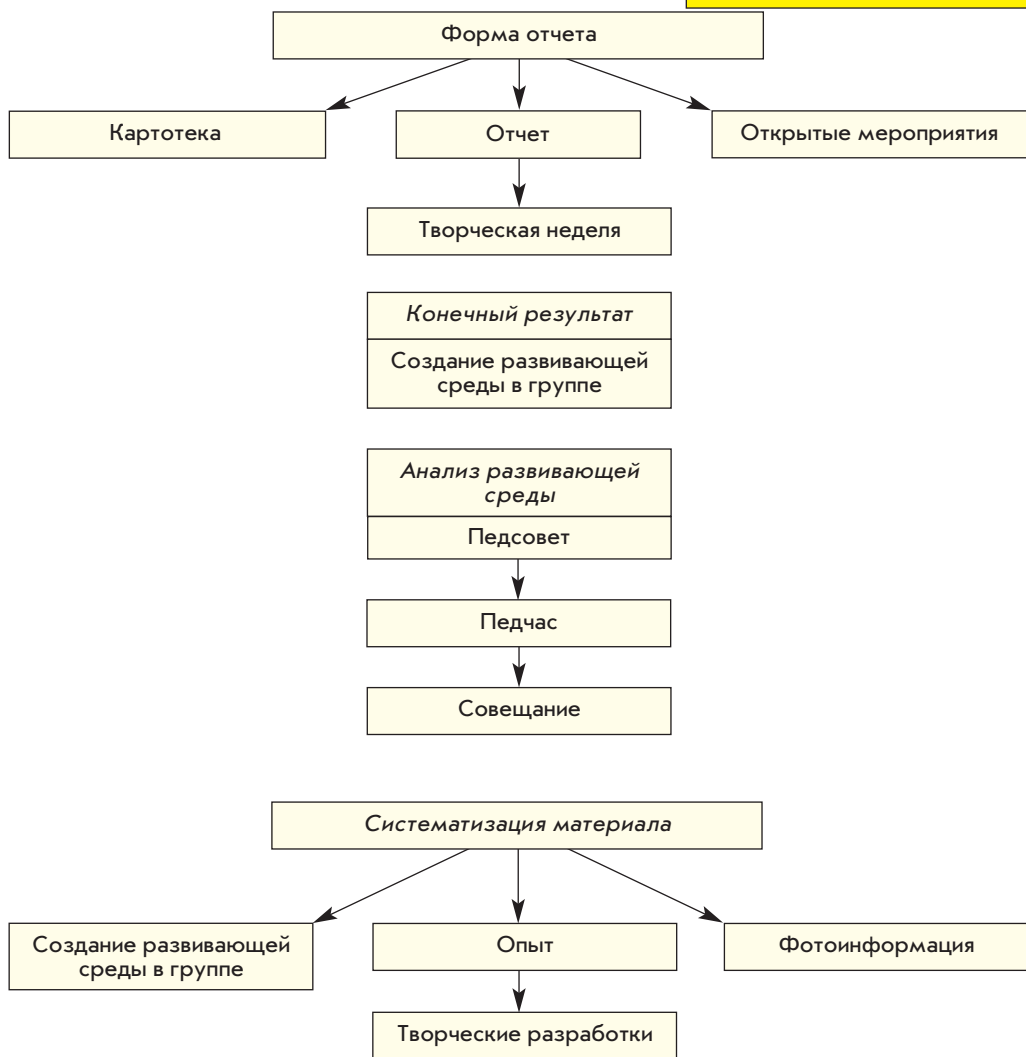 Форма отчета
Картотека
Отчет
Открытые мероприятия
Творческая неделя
Конечный результат
Создание развивающей
среды в группе
Анализ развивающей
среды
Педсовет
Педчас
Совещание
Систематизация материала
Создание развивающей
среды в группе
Опыт
Фотоинформация
Творческие разработки